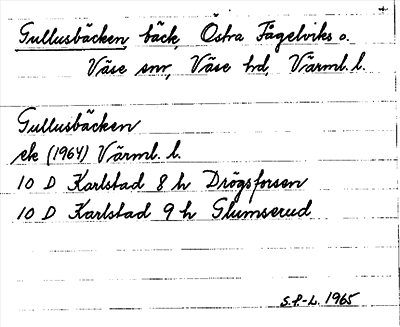 Gullusbäcken, bäck, Östra Fågelviks o.
Väse snr, Väse hd, Värml. l.
Gullusbäcken
ek (1964) Värml. l.
10 D Karlstad 8 h Drögsforsen
10 D Karlstad 9 h Glumserud
S.P-L. 1965